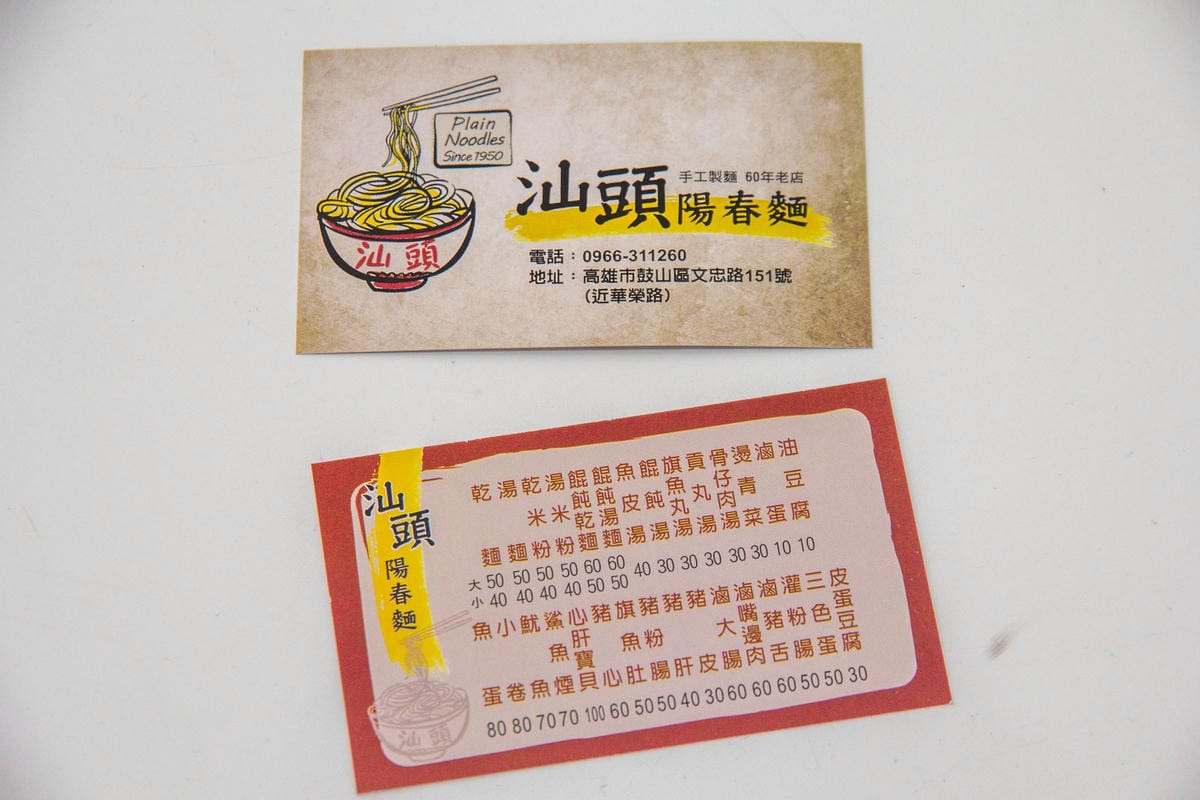 Plain
Noodles
Since 1950
汕頭
汕頭
手工製麵 60年老店
陽春麵
電話：0966-311260
地址：高雄市鼓山區文忠路151號
（近華榮路）
汕頭
陽春麵
汕頭
乾麵
湯麵
乾米粉
湯米粉
餛飩乾麵
餛飩湯麵
魚皮湯
餛飩湯
旗魚丸湯
貢丸湯
骨仔肉湯
燙青菜
滷蛋
油豆腐
大 50 50 50 50 60 60
小 40 40 40 40 50 50
40 30 30 30 30 30 10 10
魚蛋
小卷
魷魚
鯊魚煙
心肝寶貝
豬心
旗魚肚
豬粉腸
豬肝
豬皮
滷大腸
滷嘴邊肉
滷豬舌
灌粉腸
三色蛋
皮蛋豆腐
80 80 70 70 100 60 50 50 40 30 60 60 60 50 50 30